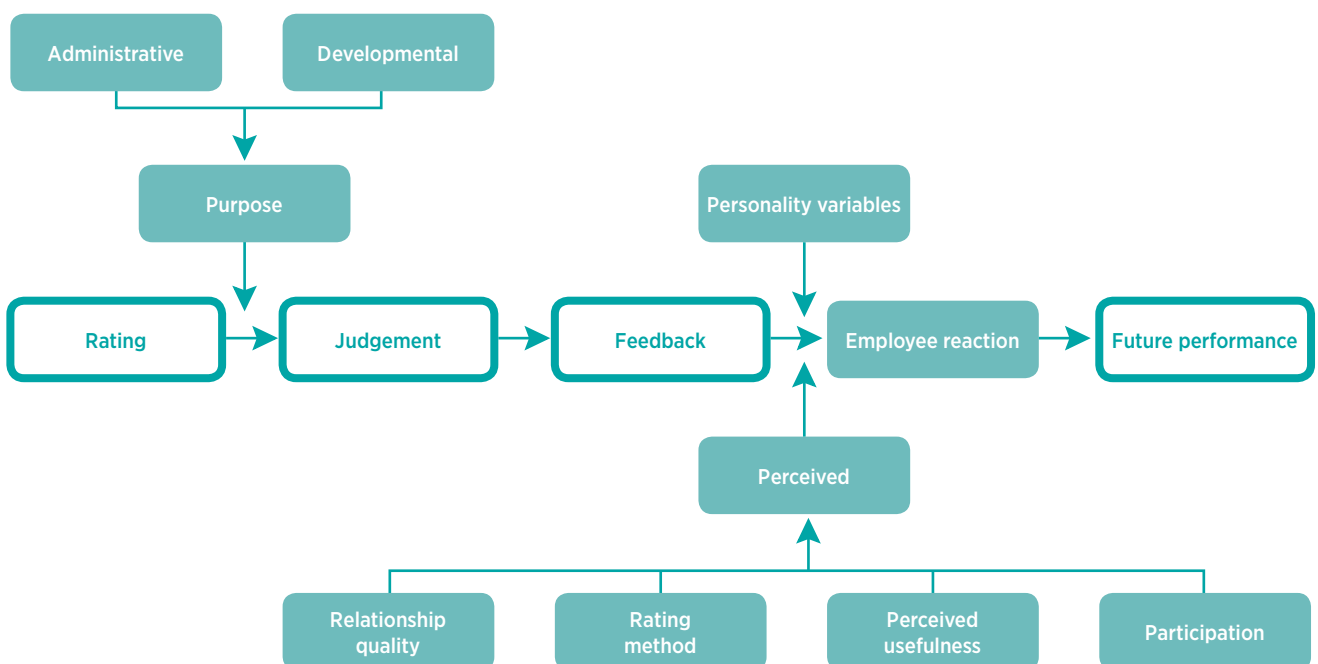 Administrative
Developmental
Purpose
Personality variables
Rating
Judgement
Feedback
Employee reaction
Future performance
Perceived
Relationship
quality
Rating
method
Perceived
usefulness
Participation